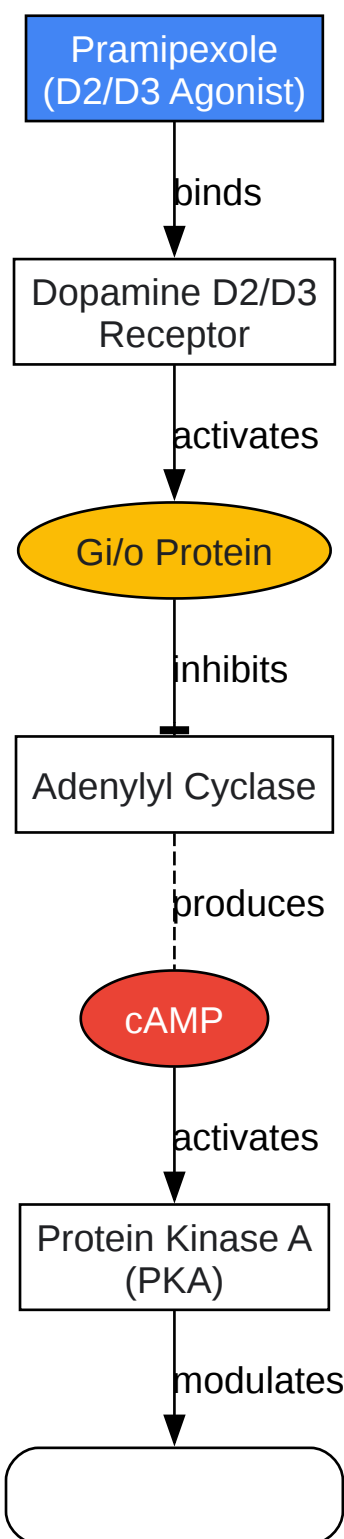 Pramipexole
(D2/D3 Agonist)
binds
Dopamine D2/D3
Receptor
activates
Gi/o Protein
inhibits
Adenylyl Cyclase
produces
cAMP
activates
Protein Kinase A
(PKA)
modulates